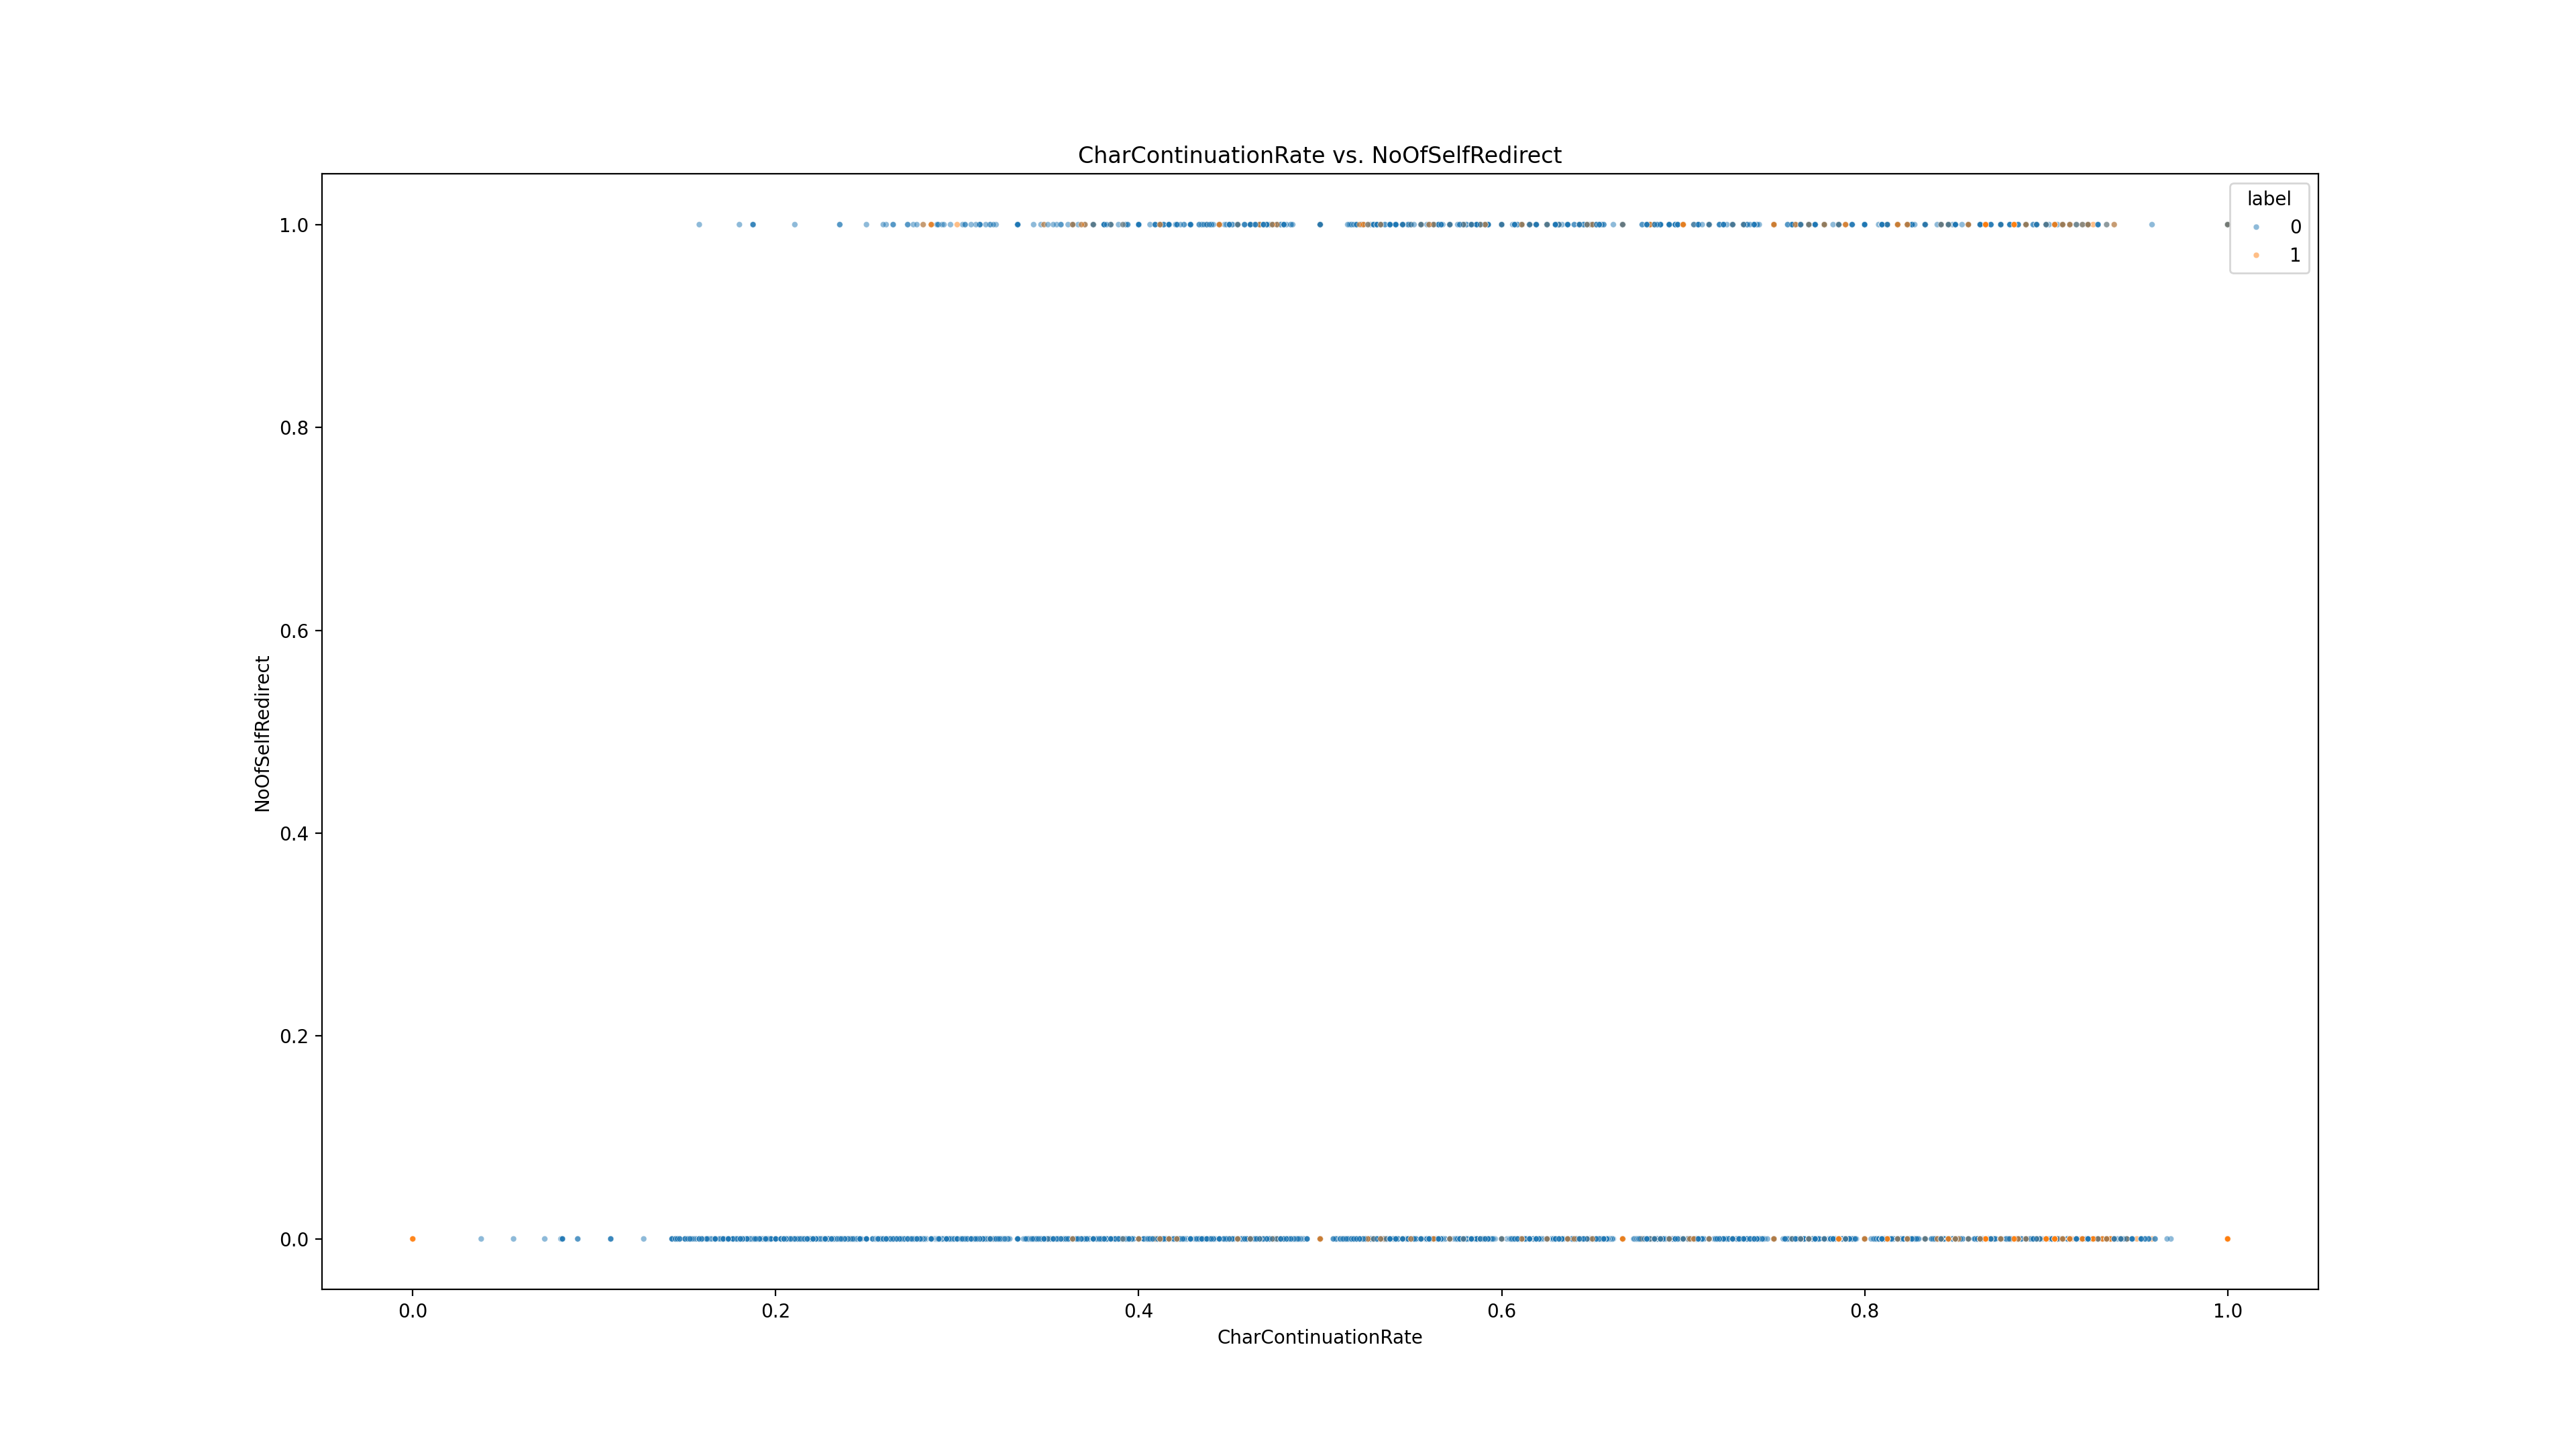 CharContinuationRate vs. NoOfSelfRedirect
label
0
1
1.0
0.8
0.6
0.4
0.2
0.0
NoOfSelfRedirect
0.0 0.2 0.4 0.6 0.8 1.0
CharContinuationRate